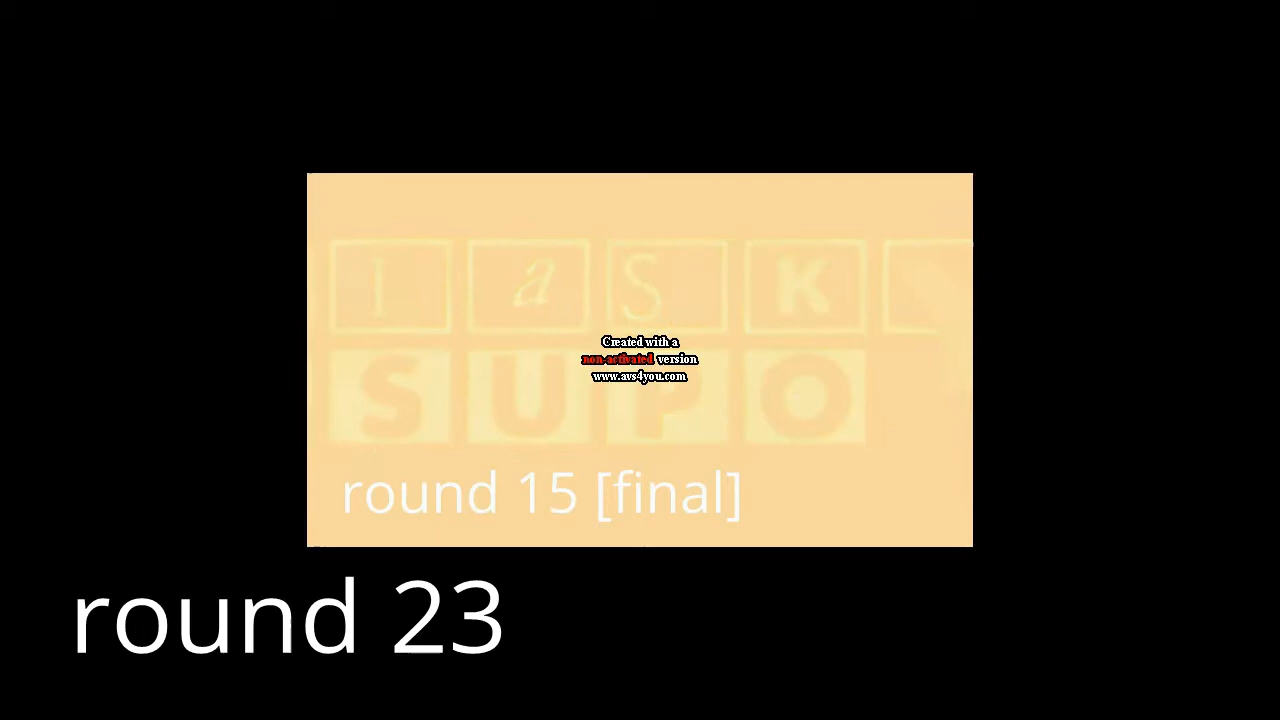 I a S K
Created with a
non-activated version
www.avs4you.com
S U P O
round 15 [final]
round 23